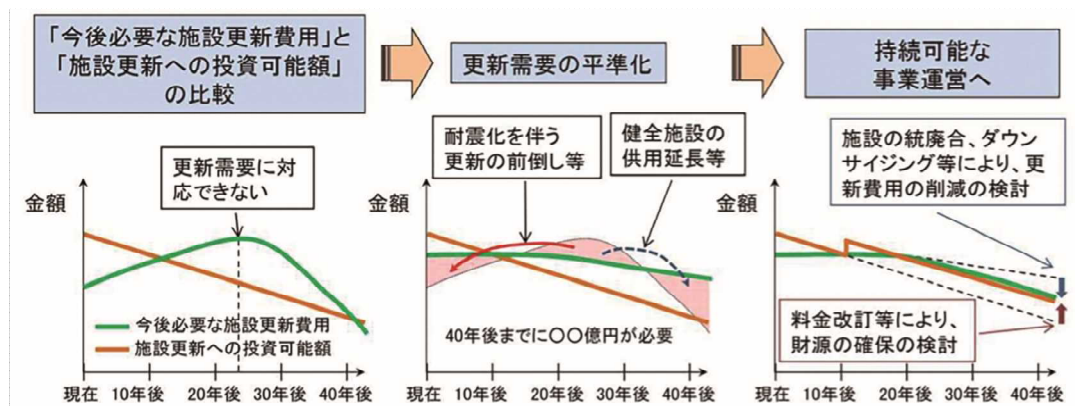 「今後必要な施設更新費用」と
「施設更新への投資可能額」
の比較
更新需要の平準化
持続可能な
事業運営へ
更新需要に対
応できない
金額
今後必要な施設更新費用
施設更新への投資可能額
現在 10年後 20年後 30年後 40年後
耐震化を伴う
更新の前倒し等
健全施設の
供用延長等
金額
40年後までに〇〇億円が必要
現在 10年後 20年後 30年後 40年後
施設の統廃合、ダウン
サイジング等により、更
新費用の削減の検討
金額
料金改訂等により、
財源の確保の検討
現在 10年後 20年後 30年後 40年後